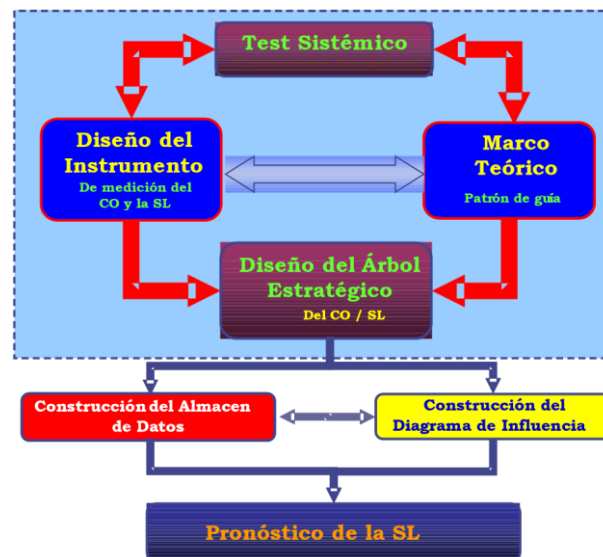 Test Sistémico
Diseño del
Instrumento
De medición del
CO y la SL
Marco
Teórico
Patrón de guía
Diseño del Árbol
Estratégico
Del CO / SL
Construcción del Almacen
de Datos
Construcción del
Diagrama de Influencia
Pronóstico de la SL